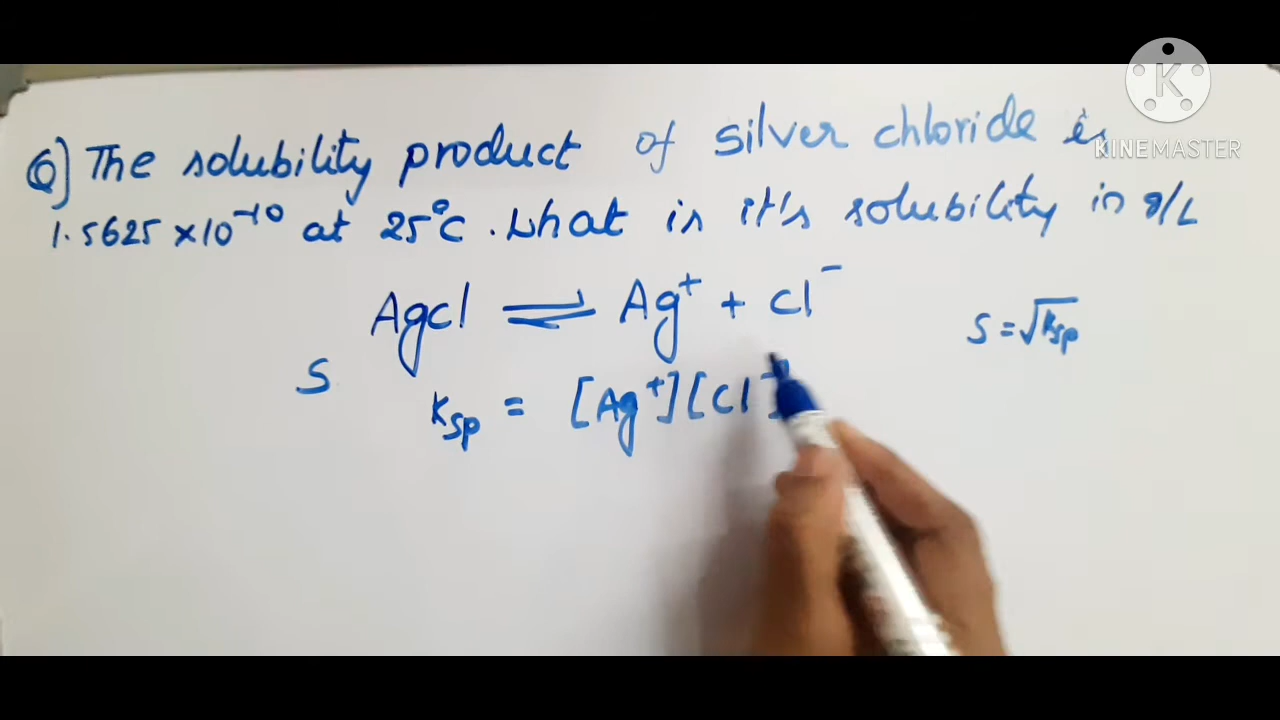 Q] The solubility product of silver chloride is
1.5625 ×10⁻¹⁰ at 25°C. What is it's solubility in g/L
Agcl ⇌ Ag⁺ + cl⁻
S = √Ksp
S
Ksp = [Ag⁺][cl⁻]
K
KINEMASTER